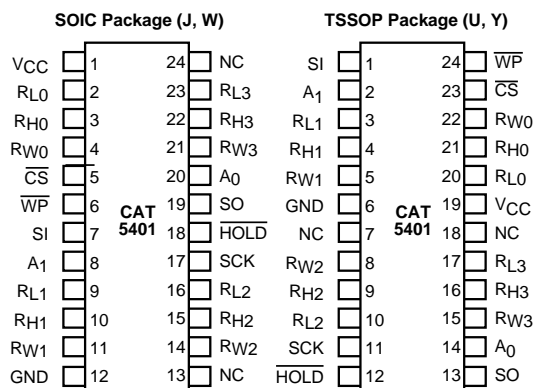 SOIC Package (J, W) TSSOP Package (U, Y)
VCC 1 24 NC SI 1 24 WP
RL0 2 23 RL3 A1 2 23 CS
RH0 3 22 RH3 RL1 3 22 RW0
RW0 4 21 RW3 RH1 4 21 RH0
CS 5 20 A0 RW1 5 20 RL0
WP 6 CAT 19 SO GND 6 CAT 19 VCC
SI 7 5401 18 HOLD NC 7 5401 18 NC
A1 8 17 SCK RW2 8 17 RL3
RL1 9 16 RL2 RH2 9 16 RH3
RH1 10 15 RH2 RL2 10 15 RW3
RW1 11 14 RW2 SCK 11 14 A0
GND 12 13 NC HOLD 12 13 SO